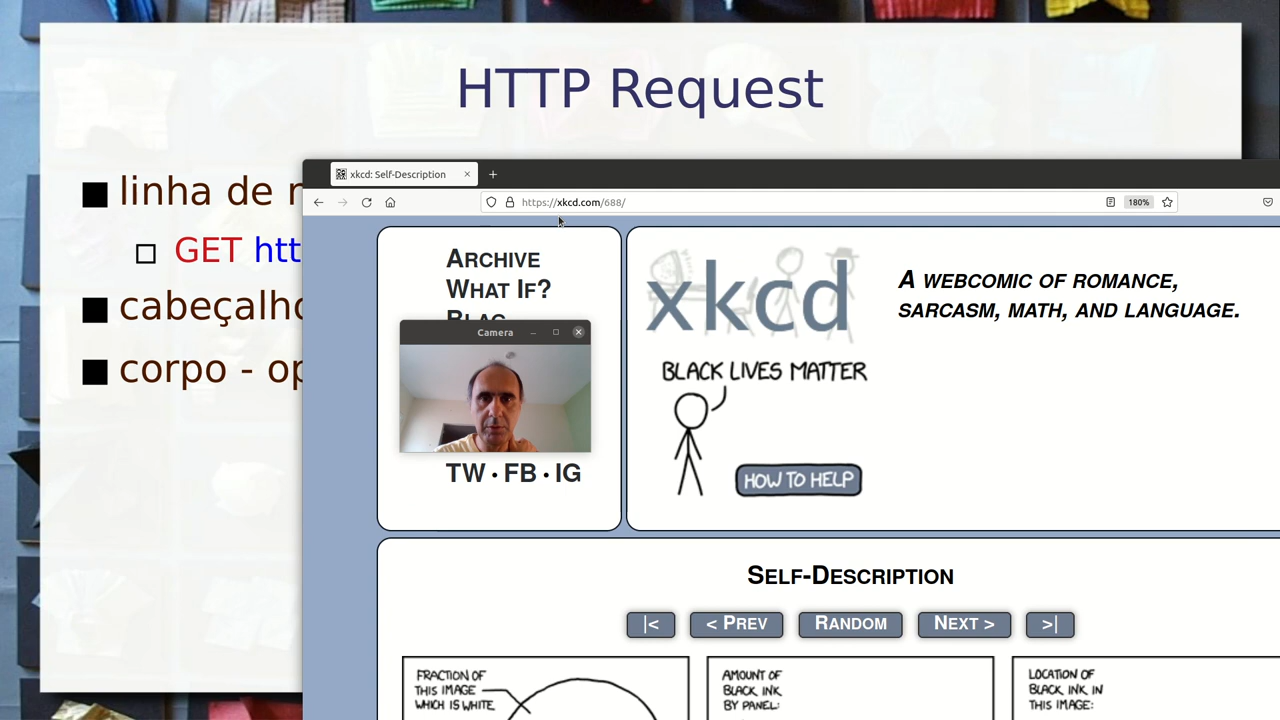 HTTP Request
linha de r
GET htt
cabeçalho
corpo - op
xkcd: Self-Description
https://xkcd.com/688/
180%
ARCHIVE
WHAT IF?
BLAG
Camera
TW · FB · IG
xkcd
A WEBCOMIC OF ROMANCE,
SARCASM, MATH, AND LANGUAGE.
BLACK LIVES MATTER
HOW TO HELP
SELF-DESCRIPTION
|<
< PREV
RANDOM
NEXT >
>|
FRACTION OF
THIS IMAGE
WHICH IS WHITE
AMOUNT OF
BLACK INK
BY PANEL:
LOCATION OF
BLACK INK IN
THIS IMAGE: